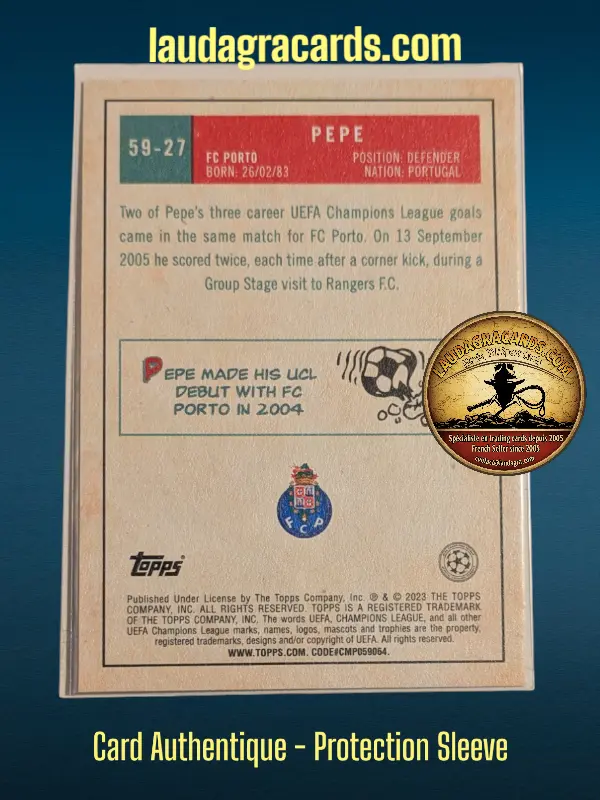 laudagracards.com
59-27
PEPE
FC PORTO
BORN: 26/02/83
POSITION: DEFENDER
NATION: PORTUGAL
Two of Pepe's three career UEFA Champions League goals
came in the same match for FC Porto. On 13 September
2005 he scored twice, each time after a corner kick, during a
Group Stage visit to Rangers F.C.
PEPE MADE HIS UCL
DEBUT WITH FC
PORTO IN 2004
LAUDAGRACARDS.COM
Spécialiste en trading cards depuis 2005
French Seller since 2005
contact@laudagra.com
FCP
TOPPS
Published Under License by The Topps Company, Inc. ® & © 2023 THE TOPPS
COMPANY, INC. ALL RIGHTS RESERVED. TOPPS IS A REGISTERED TRADEMARK
OF THE TOPPS COMPANY, INC. The words UEFA, CHAMPIONS LEAGUE, and all other
UEFA Champions League marks, names, logos, mascots and trophies are the property,
registered trademarks, designs and/or copyright of UEFA. All rights reserved.
WWW.TOPPS.COM. CODE#CMP059064.
Card Authentique - Protection Sleeve